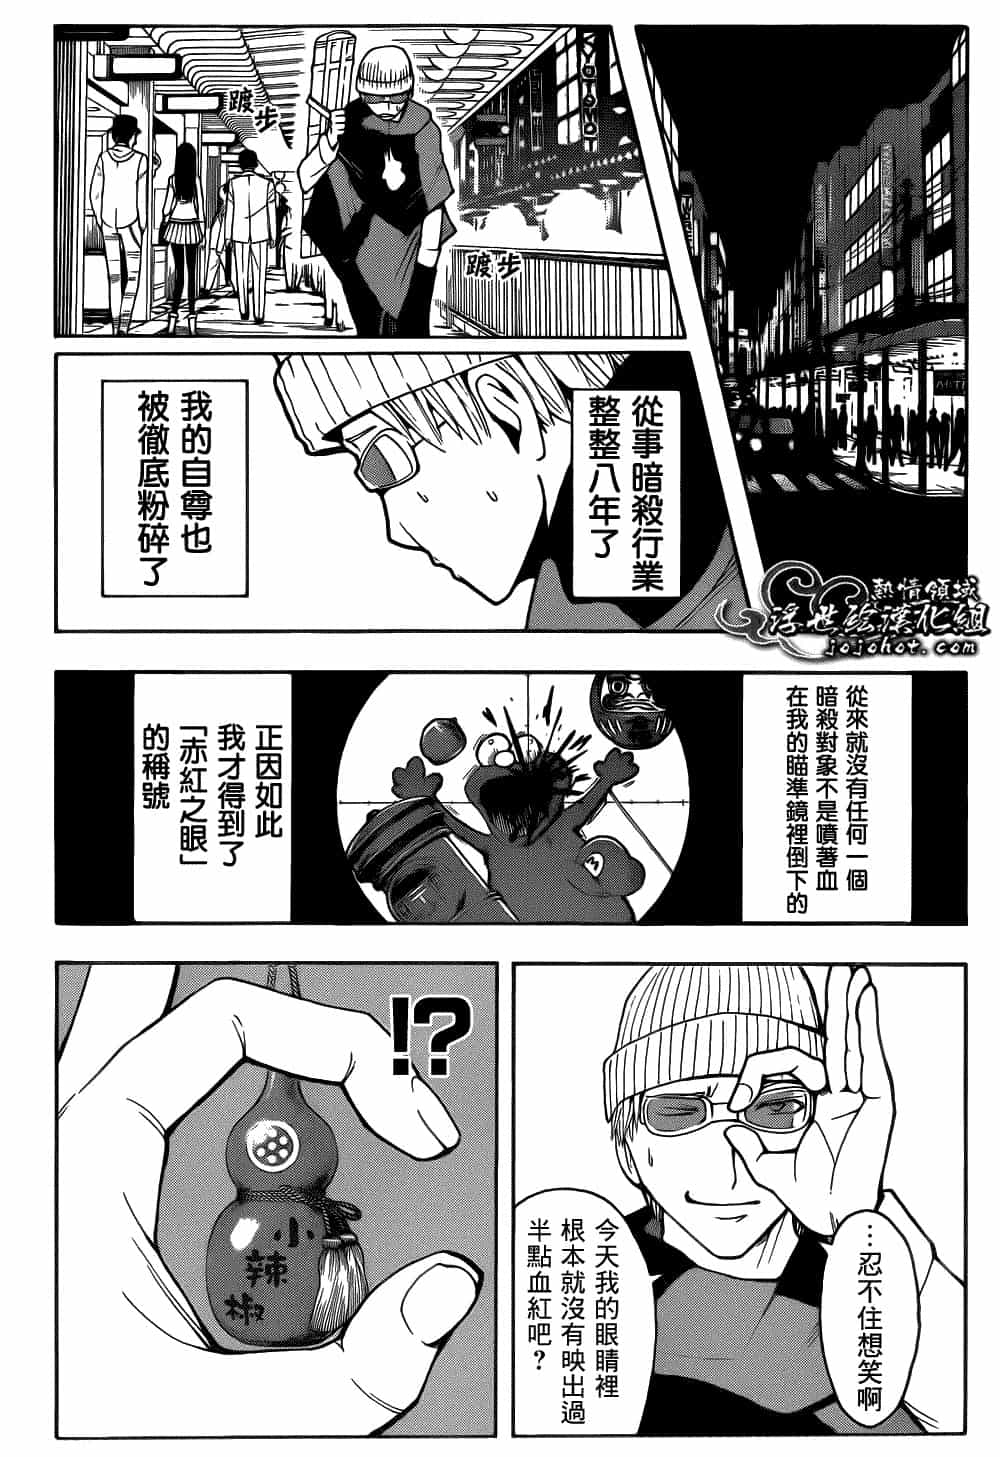 KYOTO HOT
踱步
踱步
從事暗殺行業
整整八年了
我的自尊也
被徹底粉碎了
熱情領域
浮世绘漢化组
jojohot.com
從來就沒有任何一個
暗殺對象不是噴著血
在我的瞄準鏡裡倒下的
M
〒
正因如此
我才得到了
「赤紅之眼」
的稱號
…忍不住想笑啊
今天我的眼睛裡
根本就沒有映出過
半點血紅吧？
!?
小
辣
椒